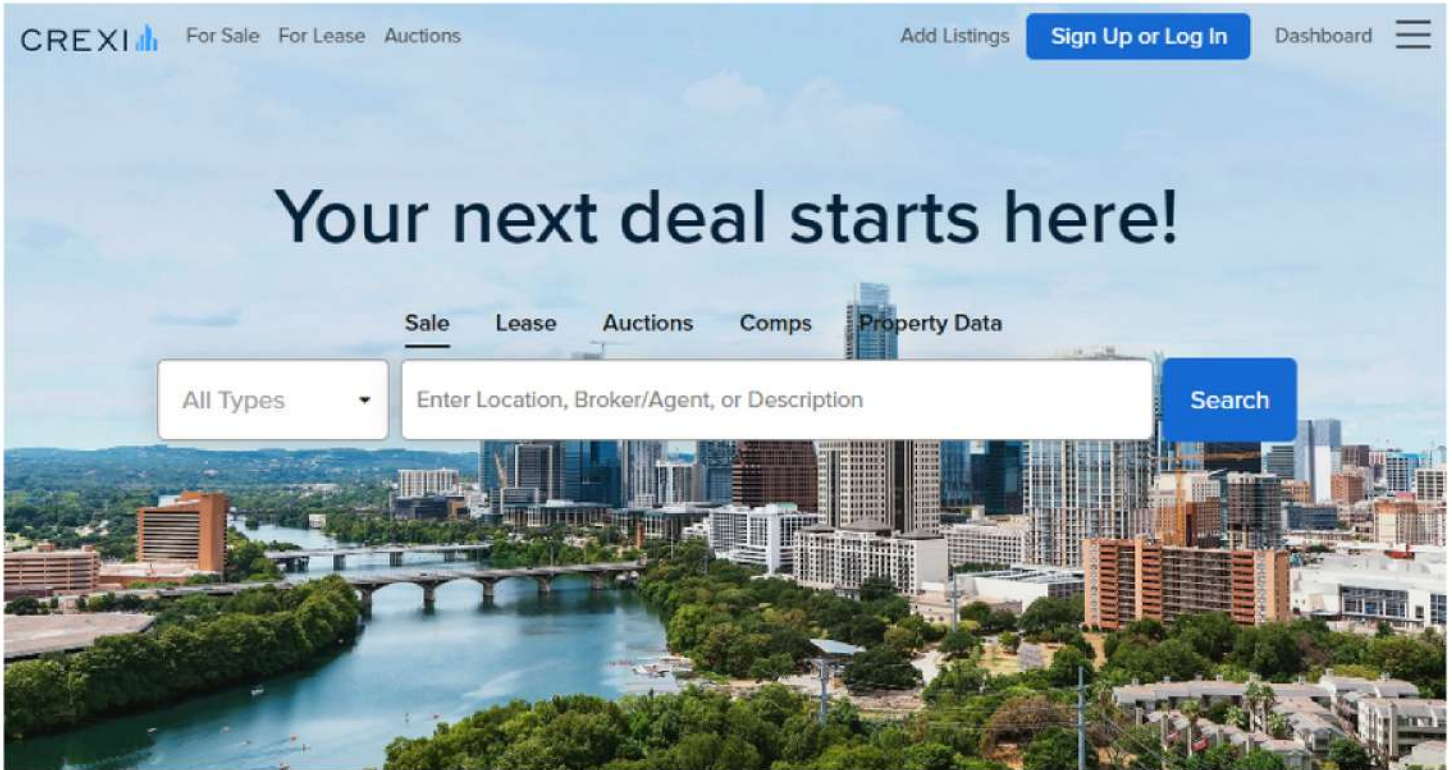 CREXI For Sale For Lease Auctions Add Listings Sign Up or Log In Dashboard
Your next deal starts here!
Sale Lease Auctions Comps Property Data
All Types Enter Location, Broker/Agent, or Description Search